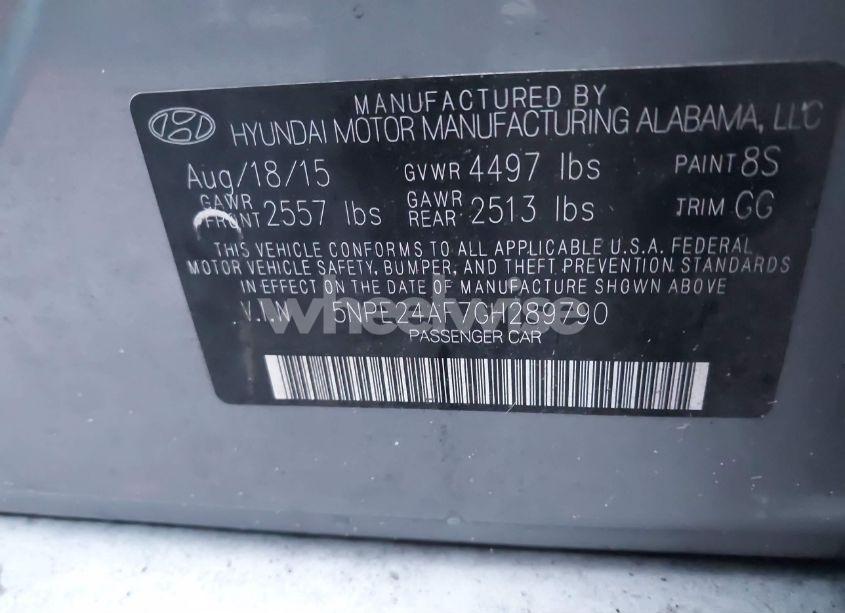 MANUFACTURED BY
HYUNDAI MOTOR MANUFACTURING ALABAMA, LLC
Aug/18/15 GVWR 4497 lbs PAINT 8S
GAWR FRONT 2557 lbs GAWR REAR 2513 lbs TRIM GG
THIS VEHICLE CONFORMS TO ALL APPLICABLE U.S.A. FEDERAL
MOTOR VEHICLE SAFETY, BUMPER, AND THEFT PREVENTION STANDARDS
IN EFFECT ON THE DATE OF MANUFACTURE SHOWN ABOVE
V.I.N. 5NPE24AF7GH289790
wheelwise
PASSENGER CAR